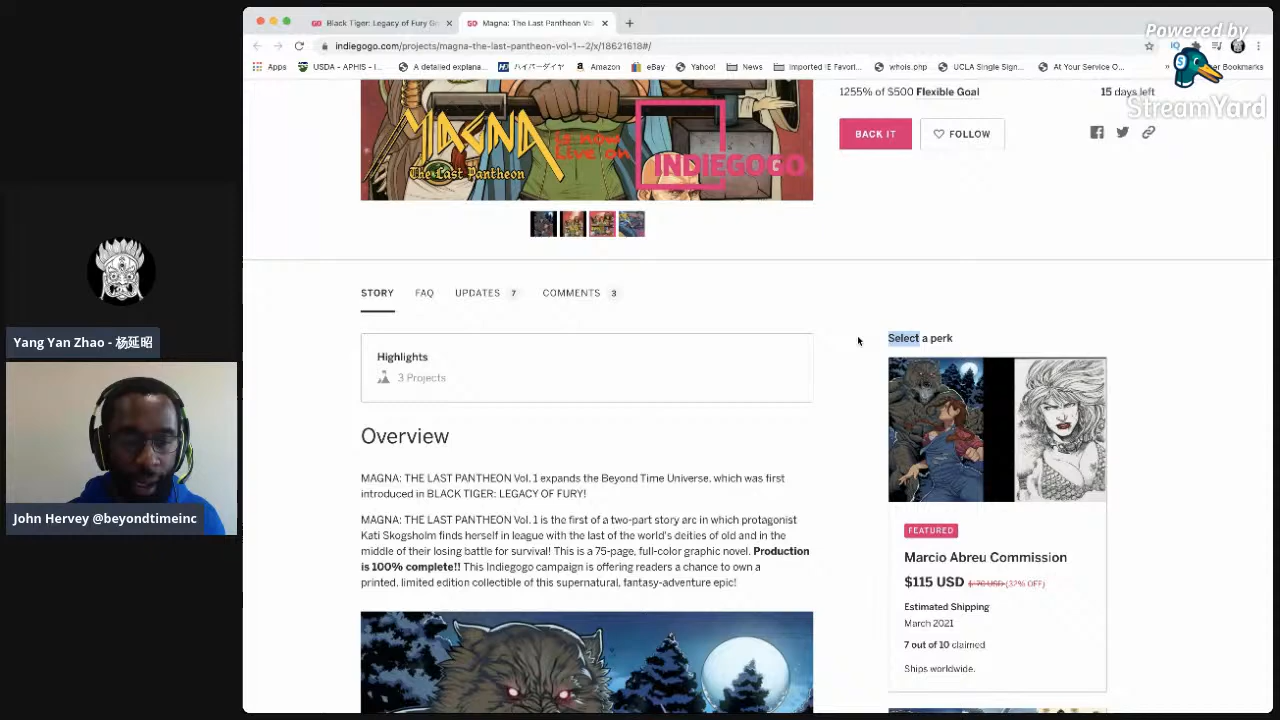 Black Tiger: Legacy of Fury Gr
Magna: The Last Pantheon Vol
indiegogo.com/projects/magna-the-last-pantheon-vol-1--2/x/18621618#/
Apps
USDA - APHIS - I...
A detailed explana...
ハイパーダイヤ
Amazon
eBay
Yahoo!
News
Imported IE Favori...
whois.php
UCLA Single Sign...
At Your Service O...
Bookmarks
Powered by
StreamYard
MAGNA
The Last Pantheon
is now
Live on
INDIEGOGO
1255% of $500 Flexible Goal
15 days left
BACK IT
FOLLOW
STORY
FAQ
UPDATES 7
COMMENTS 3
Highlights
3 Projects
Overview
MAGNA: THE LAST PANTHEON Vol. 1 expands the Beyond Time Universe, which was first
introduced in BLACK TIGER: LEGACY OF FURY!
MAGNA: THE LAST PANTHEON Vol. 1 is the first of a two-part story arc in which protagonist
Kati Skogsholm finds herself in league with the last of the world's deities of old and in the
middle of their losing battle for survival! This is a 75-page, full-color graphic novel. Production
is 100% complete!! This Indiegogo campaign is offering readers a chance to own a
printed, limited edition collectible of this supernatural, fantasy-adventure epic!
Select a perk
FEATURED
Marcio Abreu Commission
$115 USD $170 USD (32% OFF)
Estimated Shipping
March 2021
7 out of 10 claimed
Ships worldwide.
Yang Yan Zhao - 杨延昭
John Hervey @beyondtimeinc